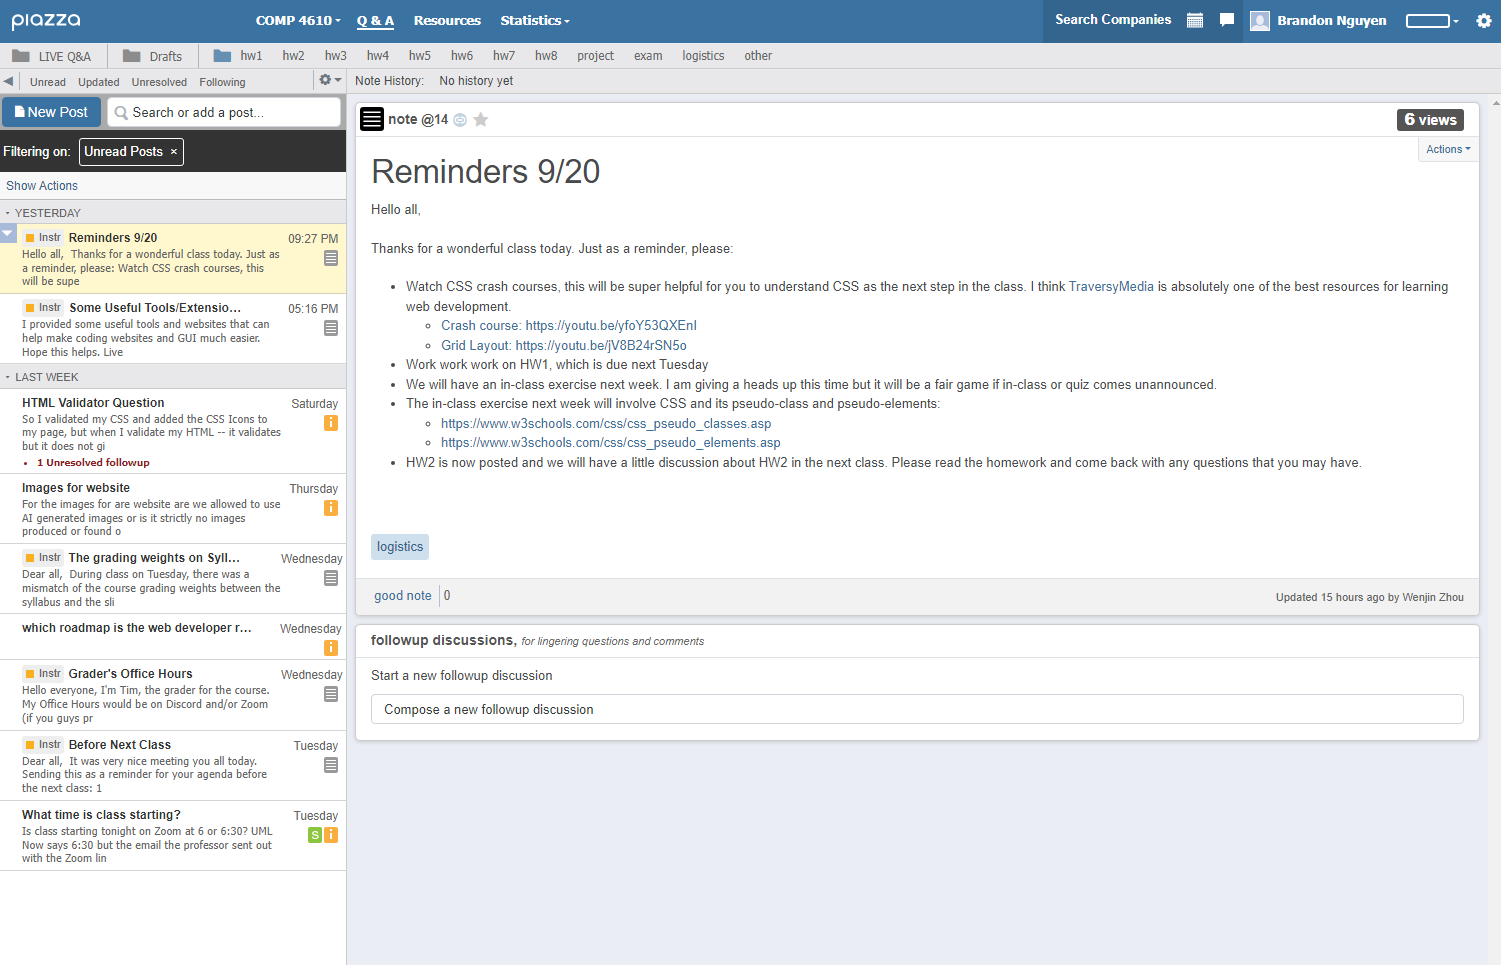 piazza
COMP 4610
Q & A
Resources
Statistics
Search Companies
Brandon Nguyen
LIVE Q&A
Drafts
hw1
hw2
hw3
hw4
hw5
hw6
hw7
hw8
project
exam
logistics
other
Unread
Updated
Unresolved
Following
Note History:
No history yet
New Post
Search or add a post...
Filtering on:
Unread Posts ×
Show Actions
YESTERDAY
Instr Reminders 9/20 09:27 PM
Hello all, Thanks for a wonderful class today. Just as
a reminder, please: Watch CSS crash courses, this
will be supe
Instr Some Useful Tools/Extensio... 05:16 PM
I provided some useful tools and websites that can
help make coding websites and GUI much easier.
Hope this helps. Live
LAST WEEK
HTML Validator Question Saturday
So I validated my CSS and added the CSS Icons to
my page, but when I validate my HTML -- it validates
but it does not gi
i
• 1 Unresolved followup
Images for website Thursday
For the images for are website are we allowed to use
AI generated images or is it strictly no images
produced or found o
i
Instr The grading weights on Syll... Wednesday
Dear all, During class on Tuesday, there was a
mismatch of the course grading weights between the
syllabus and the sli
which roadmap is the web developer r... Wednesday
i
Instr Grader's Office Hours Wednesday
Hello everyone, I'm Tim, the grader for the course.
My Office Hours would be on Discord and/or Zoom
(if you guys pr
Instr Before Next Class Tuesday
Dear all, It was very nice meeting you all today.
Sending this as a reminder for your agenda before
the next class: 1
What time is class starting? Tuesday
Is class starting tonight on Zoom at 6 or 6:30? UML
Now says 6:30 but the email the professor sent out
with the Zoom lin
S i
note @14
6 views
Actions
Reminders 9/20
Hello all,
Thanks for a wonderful class today. Just as a reminder, please:
• Watch CSS crash courses, this will be super helpful for you to understand CSS as the next step in the class. I think TraversyMedia is absolutely one of the best resources for learning
web development.
◦ Crash course: https://youtu.be/yfoY53QXEnI
◦ Grid Layout: https://youtu.be/jV8B24rSN5o
• Work work work on HW1, which is due next Tuesday
• We will have an in-class exercise next week. I am giving a heads up this time but it will be a fair game if in-class or quiz comes unannounced.
• The in-class exercise next week will involve CSS and its pseudo-class and pseudo-elements:
◦ https://www.w3schools.com/css/css_pseudo_classes.asp
◦ https://www.w3schools.com/css/css_pseudo_elements.asp
• HW2 is now posted and we will have a little discussion about HW2 in the next class. Please read the homework and come back with any questions that you may have.
logistics
good note 0
Updated 15 hours ago by Wenjin Zhou
followup discussions, for lingering questions and comments
Start a new followup discussion
Compose a new followup discussion